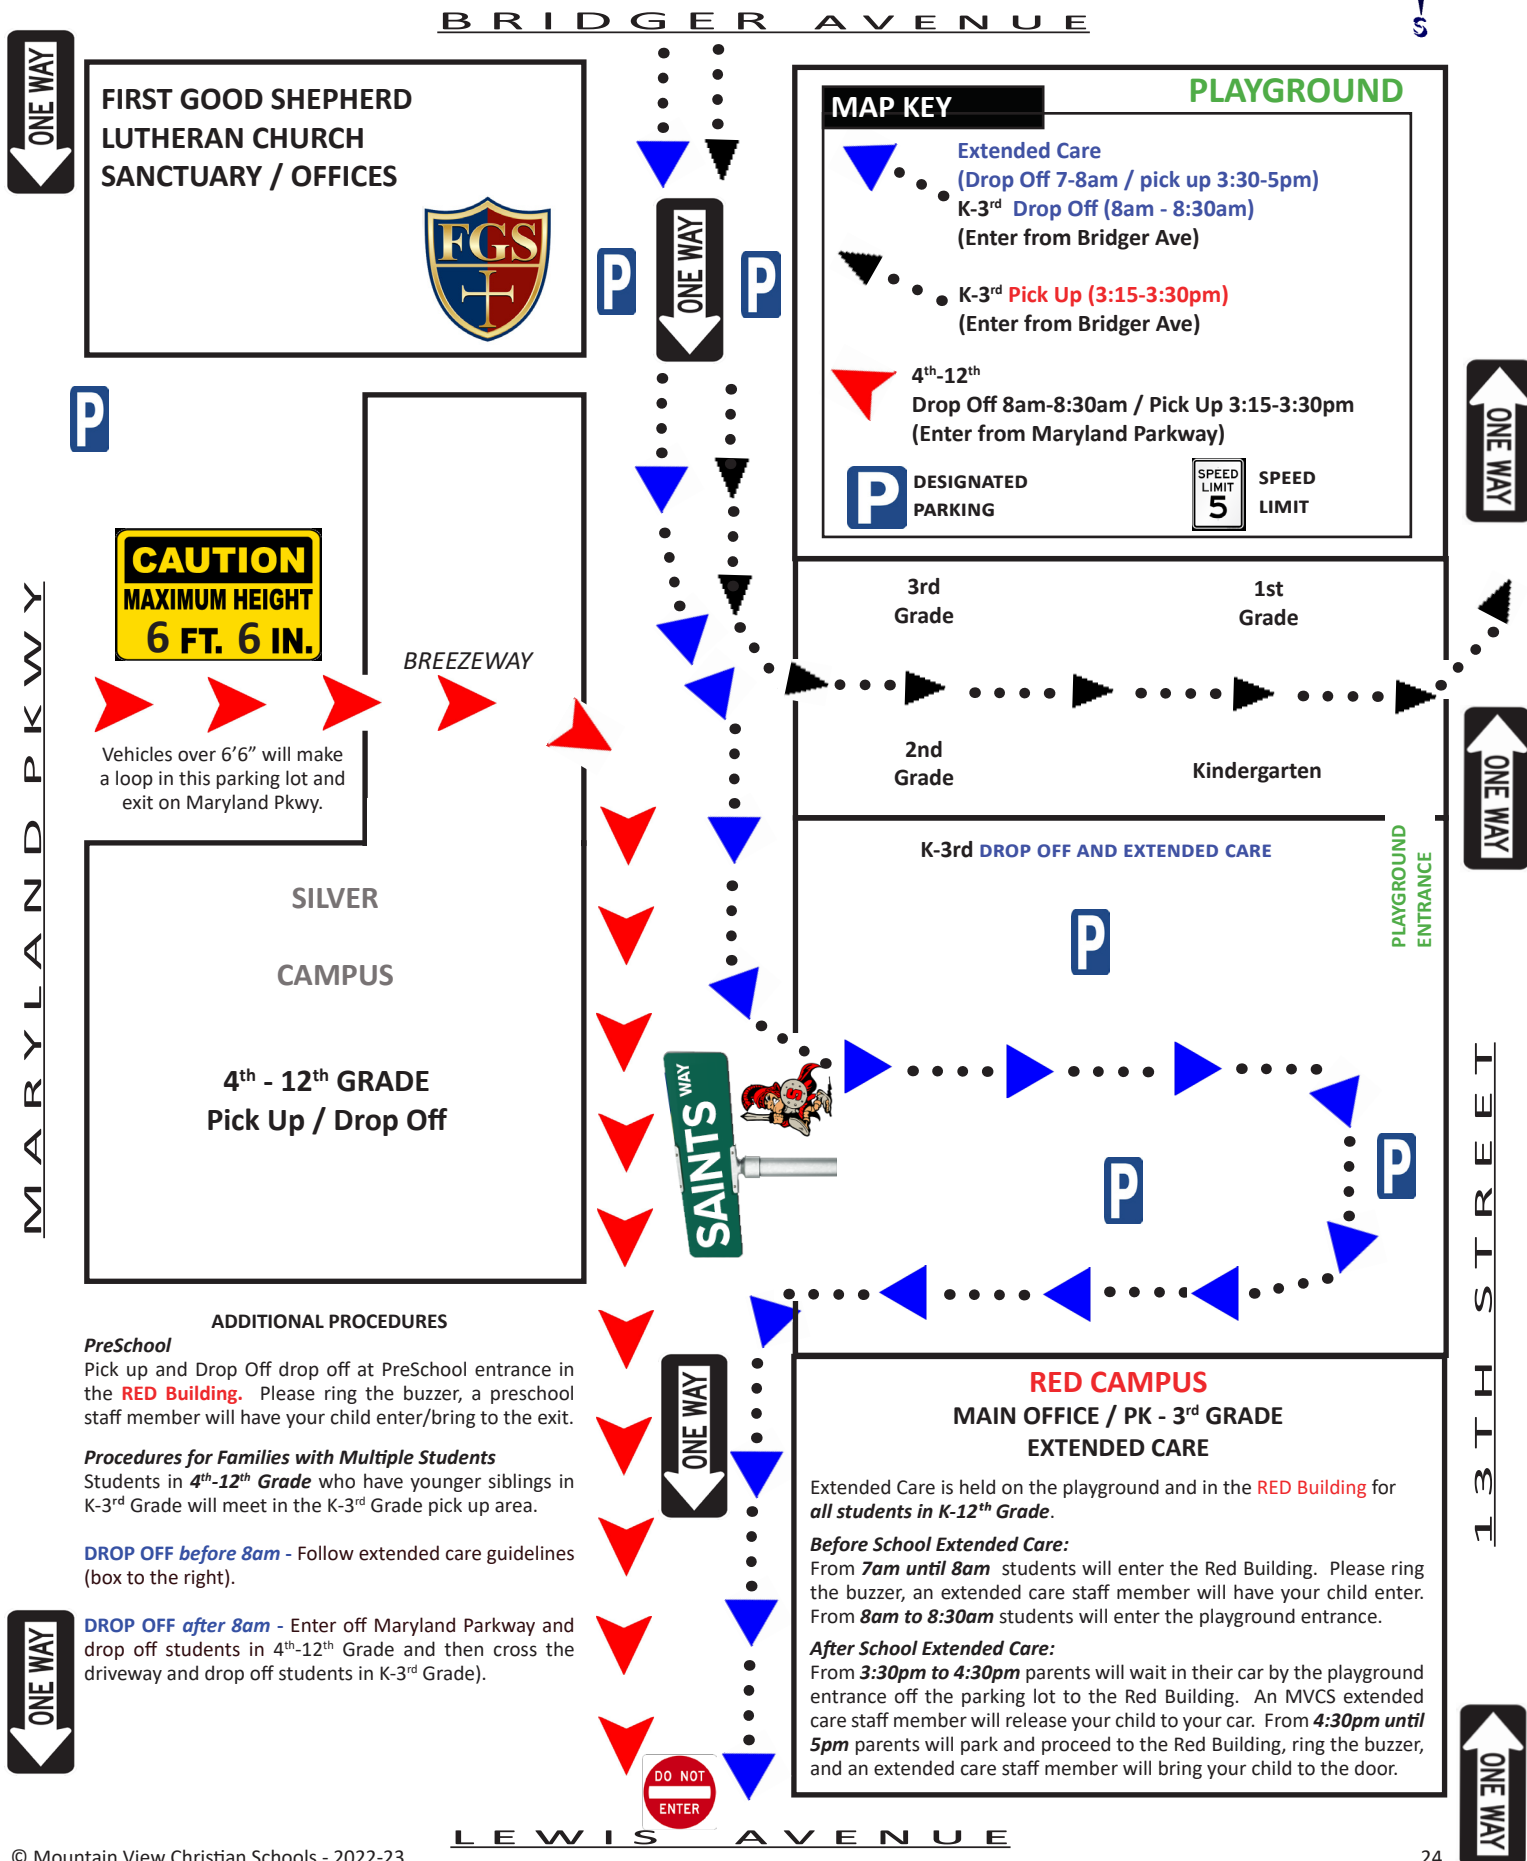 BRIDGER AVENUE
S
ONE WAY
FIRST GOOD SHEPHERD
LUTHERAN CHURCH
SANCTUARY / OFFICES
FGS
P
ONE WAY
P
PLAYGROUND
MAP KEY
Extended Care
(Drop Off 7-8am / pick up 3:30-5pm)
K-3rd Drop Off (8am - 8:30am)
(Enter from Bridger Ave)
K-3rd Pick Up (3:15-3:30pm)
(Enter from Bridger Ave)
4th-12th
Drop Off 8am-8:30am / Pick Up 3:15-3:30pm
(Enter from Maryland Parkway)
P
DESIGNATED
PARKING
SPEED
LIMIT
5
SPEED
LIMIT
ONE WAY
P
CAUTION
MAXIMUM HEIGHT
6 FT. 6 IN.
BREEZEWAY
Vehicles over 6’6” will make
a loop in this parking lot and
exit on Maryland Pkwy.
MARYLAND PKWY
3rd
Grade
1st
Grade
2nd
Grade
Kindergarten
ONE WAY
K-3rd DROP OFF AND EXTENDED CARE
PLAYGROUND
ENTRANCE
P
SILVER
CAMPUS
4th - 12th GRADE
Pick Up / Drop Off
SAINTS WAY
S
P
P
13TH STREET
ADDITIONAL PROCEDURES
PreSchool
Pick up and Drop Off drop off at PreSchool entrance in
the RED Building. Please ring the buzzer, a preschool
staff member will have your child enter/bring to the exit.
Procedures for Families with Multiple Students
Students in 4th-12th Grade who have younger siblings in
K-3rd Grade will meet in the K-3rd Grade pick up area.
DROP OFF before 8am - Follow extended care guidelines
(box to the right).
DROP OFF after 8am - Enter off Maryland Parkway and
drop off students in 4th-12th Grade and then cross the
driveway and drop off students in K-3rd Grade).
ONE WAY
ONE WAY
RED CAMPUS
MAIN OFFICE / PK - 3rd GRADE
EXTENDED CARE
Extended Care is held on the playground and in the RED Building for
all students in K-12th Grade.
Before School Extended Care:
From 7am until 8am students will enter the Red Building. Please ring
the buzzer, an extended care staff member will have your child enter.
From 8am to 8:30am students will enter the playground entrance.
After School Extended Care:
From 3:30pm to 4:30pm parents will wait in their car by the playground
entrance off the parking lot to the Red Building. An MVCS extended
care staff member will release your child to your car. From 4:30pm until
5pm parents will park and proceed to the Red Building, ring the buzzer,
and an extended care staff member will bring your child to the door.
ONE WAY
DO NOT
ENTER
LEWIS AVENUE
© Mountain View Christian Schools - 2022-23
24